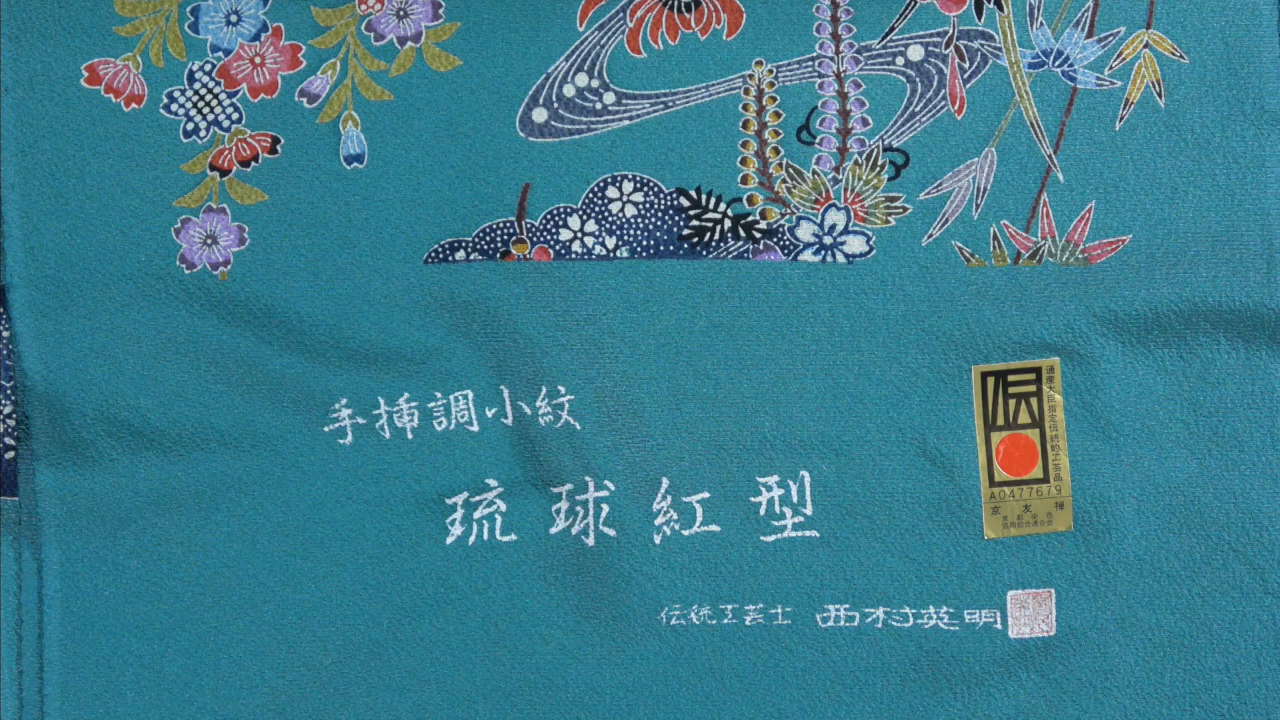 手挿調小紋
琉球紅型
伝統工芸士 西村英明
通産大臣指定伝統的工芸品
伝
A0477679
京友禅